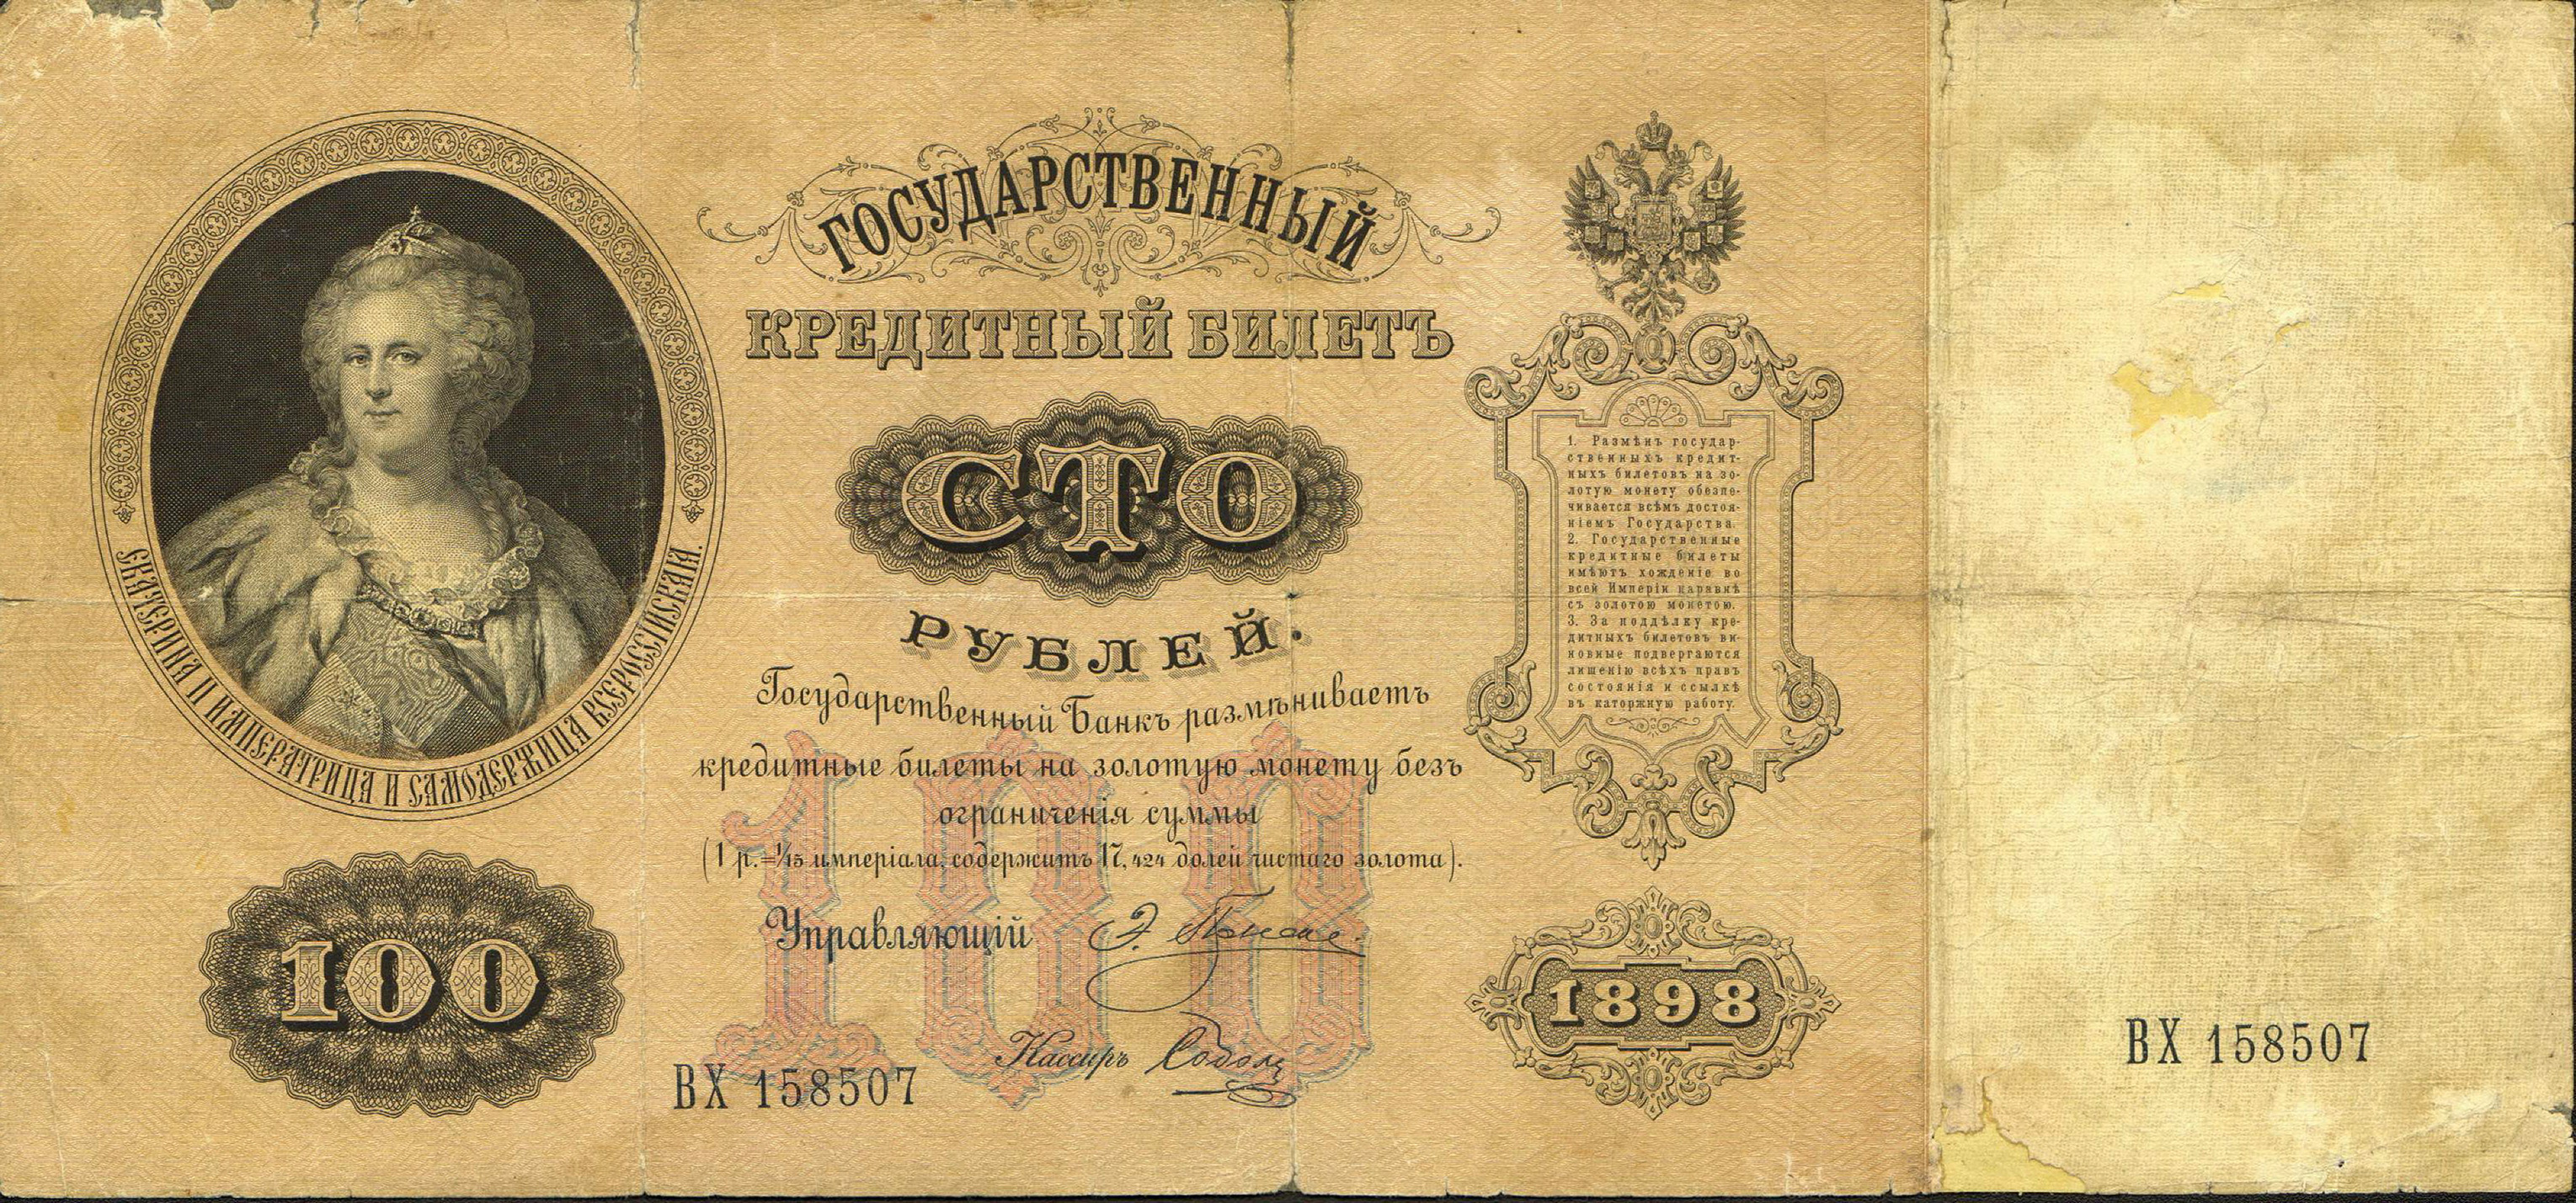 ГОСУДАРСТВЕННЫЙ
КРЕДИТНЫЙ БИЛЕТЪ
СТО
РУБЛЕЙ.
Государственный Банкъ размѣниваетъ
кредитные билеты на золотую монету безъ
ограниченія суммы
(1 р.=1/15 имперіала, содержитъ 17,424 долей чистаго золота).
Управляющій
Кассиръ
ВХ 158507
100
ЕКАТЕРИНА II ИМПЕРАТРИЦА И САМОДЕРЖИЦА ВСЕРОССІЙСКАЯ.
100
1. Размѣнъ государ-
ственныхъ кредит-
ныхъ билетовъ на зо-
лотую монету обезпе-
чивается всѣмъ достоя-
ніемъ Государства.
2. Государственные
кредитные билеты
имѣютъ хожденіе во
всей Имперіи наравнѣ
съ золотою монетою.
3. За поддѣлку кре-
дитныхъ билетовъ ви-
новные подвергаются
лишенію всѣхъ правъ
состоянія и ссылкѣ
въ каторжную работу.
1898
ВХ 158507